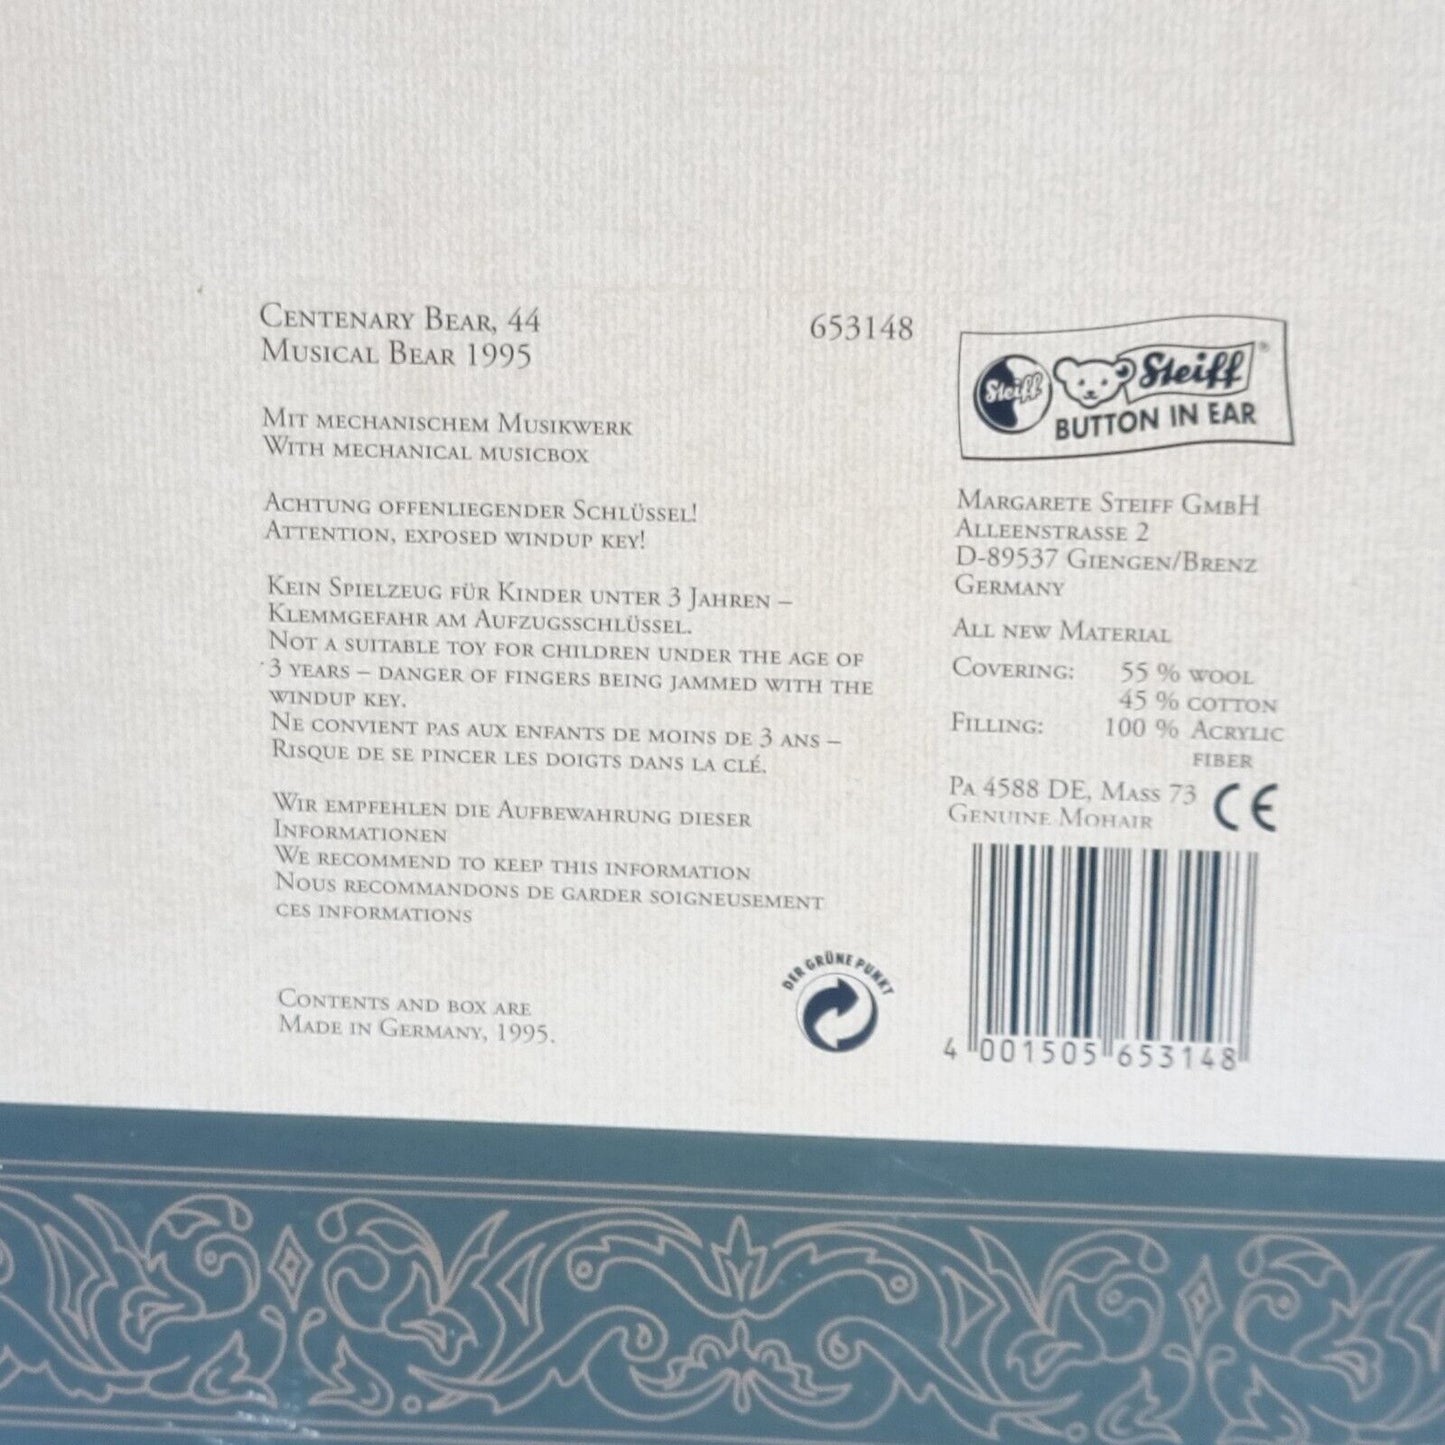 Centenary Bear, 44
Musical Bear 1995
653148
Mit mechanischem Musikwerk
With mechanical musicbox
Achtung offenliegender Schlüssel!
Attention, exposed windup key!
Kein Spielzeug für Kinder unter 3 Jahren –
Klemmgefahr am Aufzugsschlüssel.
Not a suitable toy for children under the age of
3 years – danger of fingers being jammed with the
windup key.
Ne convient pas aux enfants de moins de 3 ans –
Risque de se pincer les doigts dans la clé.
Wir empfehlen die Aufbewahrung dieser
Informationen
We recommend to keep this information
Nous recommandons de garder soigneusement
ces informations
Contents and box are
Made in Germany, 1995.
DER GRÜNE PUNKT
Steiff
Steiff®
BUTTON IN EAR
Margarete Steiff GmbH
Alleenstrasse 2
D-89537 Giengen/Brenz
Germany
All new Material
Covering: 55 % wool
45 % cotton
Filling: 100 % Acrylic
fiber
Pa 4588 DE, Mass 73
Genuine Mohair
CE
4 001505 653148